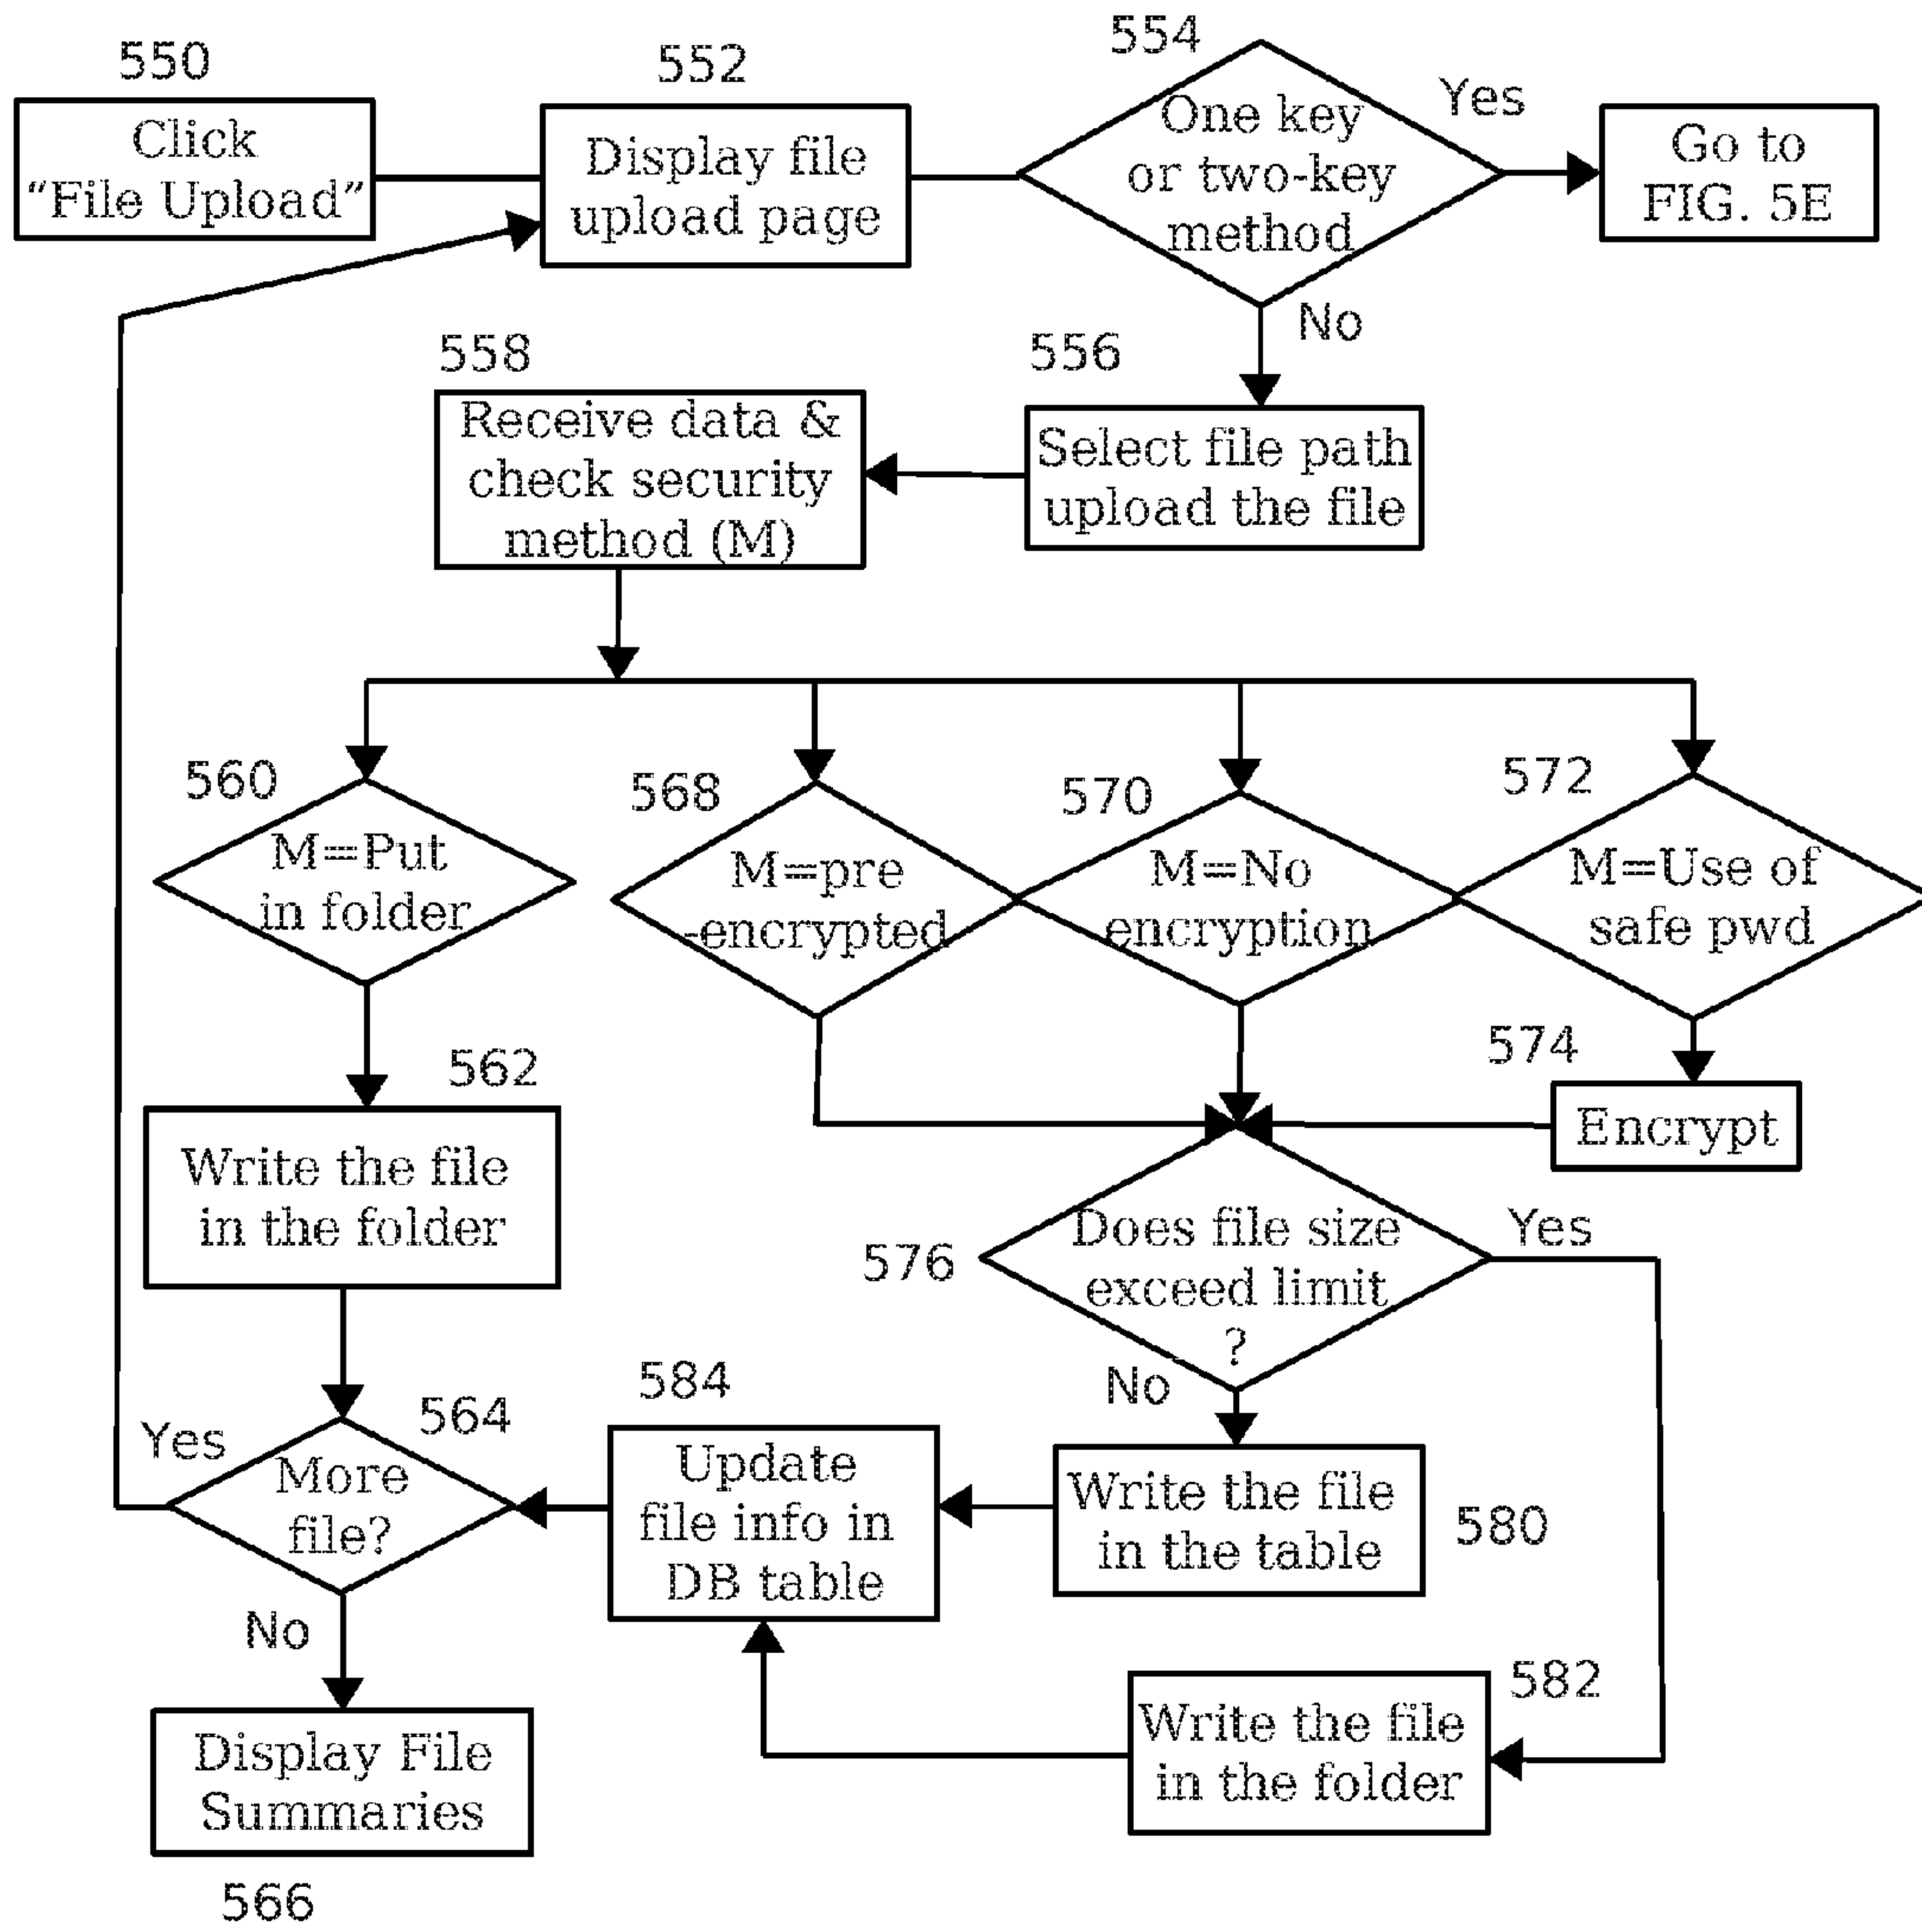 550
Click
“File Upload”
552
Display file
upload page
554
One key
or two-key
method
Yes
Go to
FIG. 5E
No
558
Receive data &
check security
method (M)
556
Select file path
upload the file
560
M=Put
in folder
568
M=pre
-encrypted
570
M=No
encryption
572
M=Use of
safe pwd
562
Write the file
in the folder
574
Encrypt
576
Does file size
exceed limit
?
Yes
No
564
Yes
More
file?
No
584
Update
file info in
DB table
Write the file
in the table
580
582
Write the file
in the folder
Display File
Summaries
566